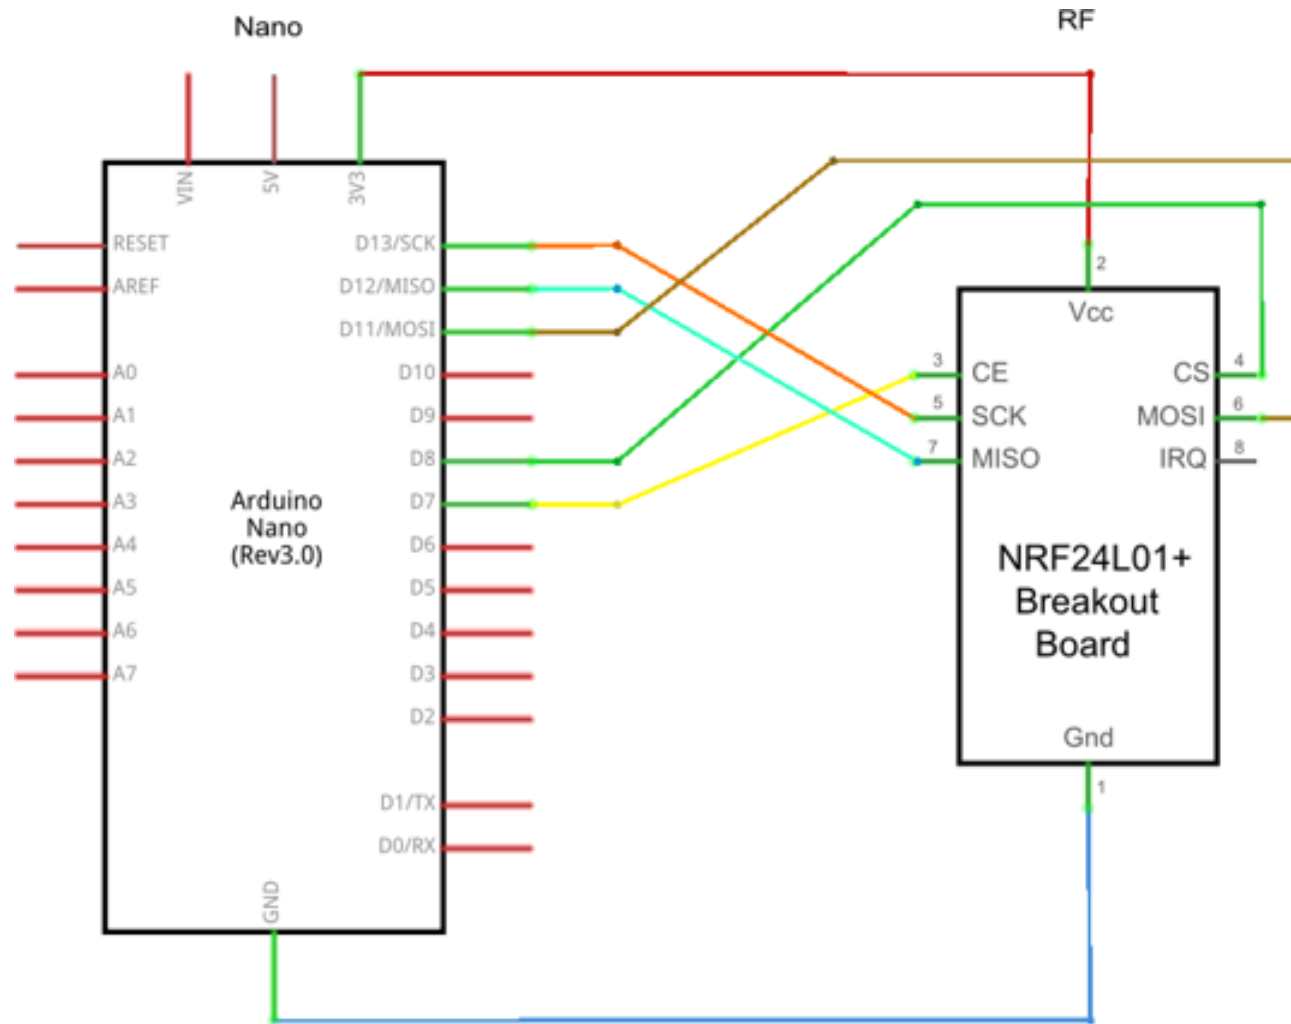 Nano
RF
VIN
5V
3V3
RESET
AREF
A0
A1
A2
A3
A4
A5
A6
A7
D13/SCK
D12/MISO
D11/MOSI
D10
D9
D8
D7
D6
D5
D4
D3
D2
D1/TX
D0/RX
GND
Arduino
Nano
(Rev3.0)
2
Vcc
3 CE
5 SCK
7 MISO
CS 4
MOSI 6
IRQ 8
NRF24L01+
Breakout
Board
Gnd
1